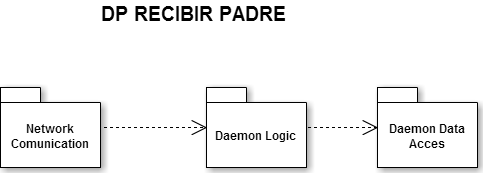 DP RECIBIR PADRE
Network
Comunication
Daemon Logic
Daemon Data
Acces